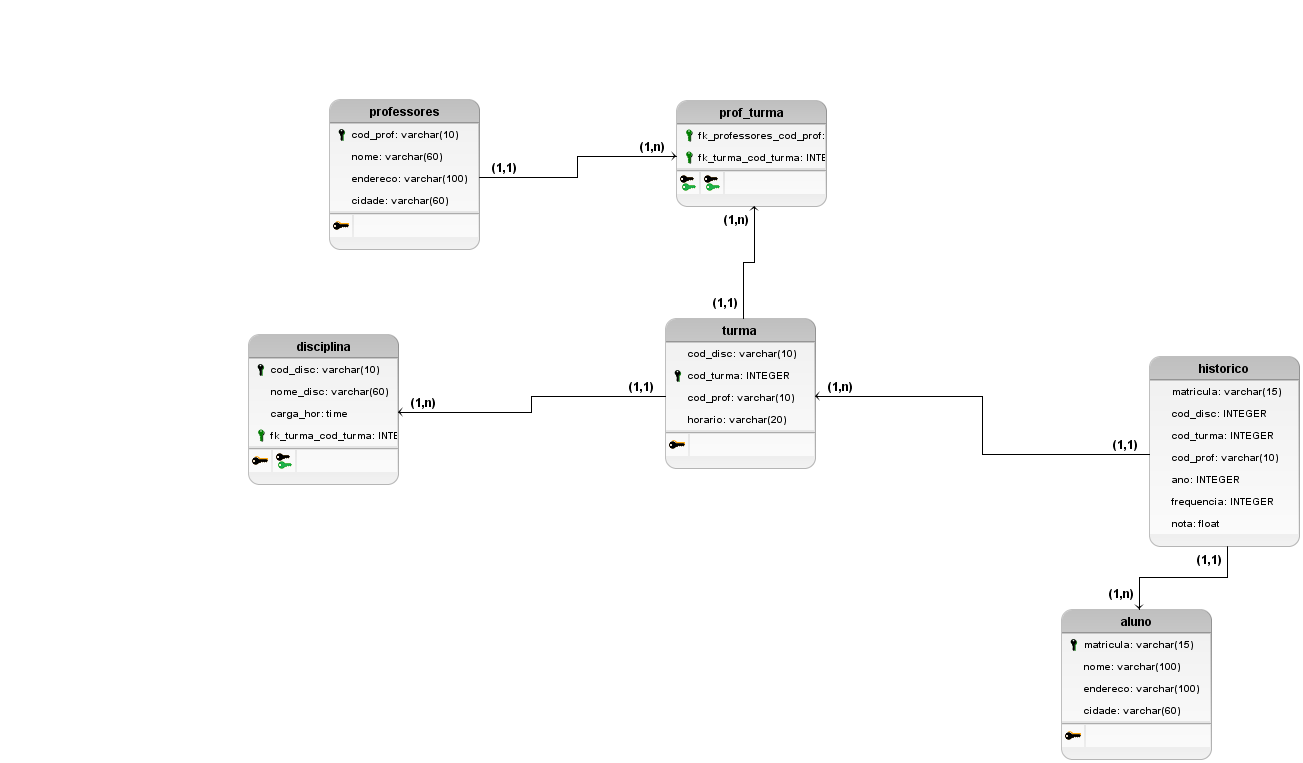 professores
cod_prof: varchar(10)
nome: varchar(60)
endereco: varchar(100)
cidade: varchar(60)
(1,1)
(1,n)
prof_turma
fk_professores_cod_prof:
fk_turma_cod_turma: INTE
(1,n)
(1,1)
disciplina
cod_disc: varchar(10)
nome_disc: varchar(60)
carga_hor: time
fk_turma_cod_turma: INTE
(1,n)
(1,1)
turma
cod_disc: varchar(10)
cod_turma: INTEGER
cod_prof: varchar(10)
horario: varchar(20)
(1,n)
(1,1)
historico
matricula: varchar(15)
cod_disc: INTEGER
cod_turma: INTEGER
cod_prof: varchar(10)
ano: INTEGER
frequencia: INTEGER
nota: float
(1,1)
(1,n)
aluno
matricula: varchar(15)
nome: varchar(100)
endereco: varchar(100)
cidade: varchar(60)